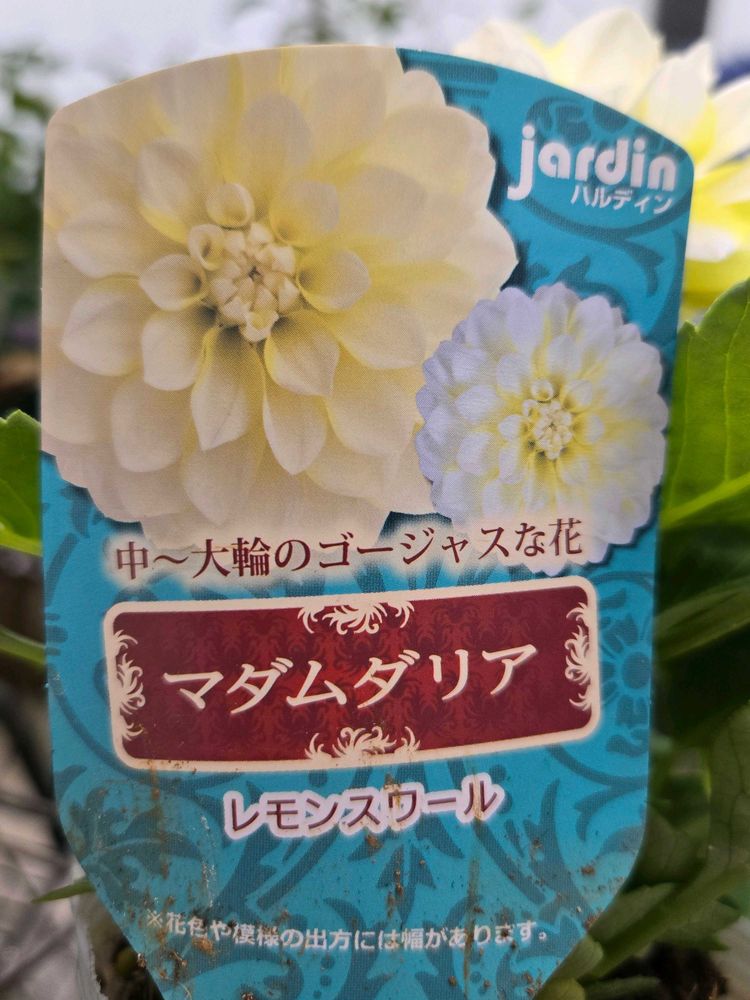 jardin
ハルディン
中～大輪のゴージャスな花
マダムダリア
レモンスワール
※花色や模様の出方には幅があります。